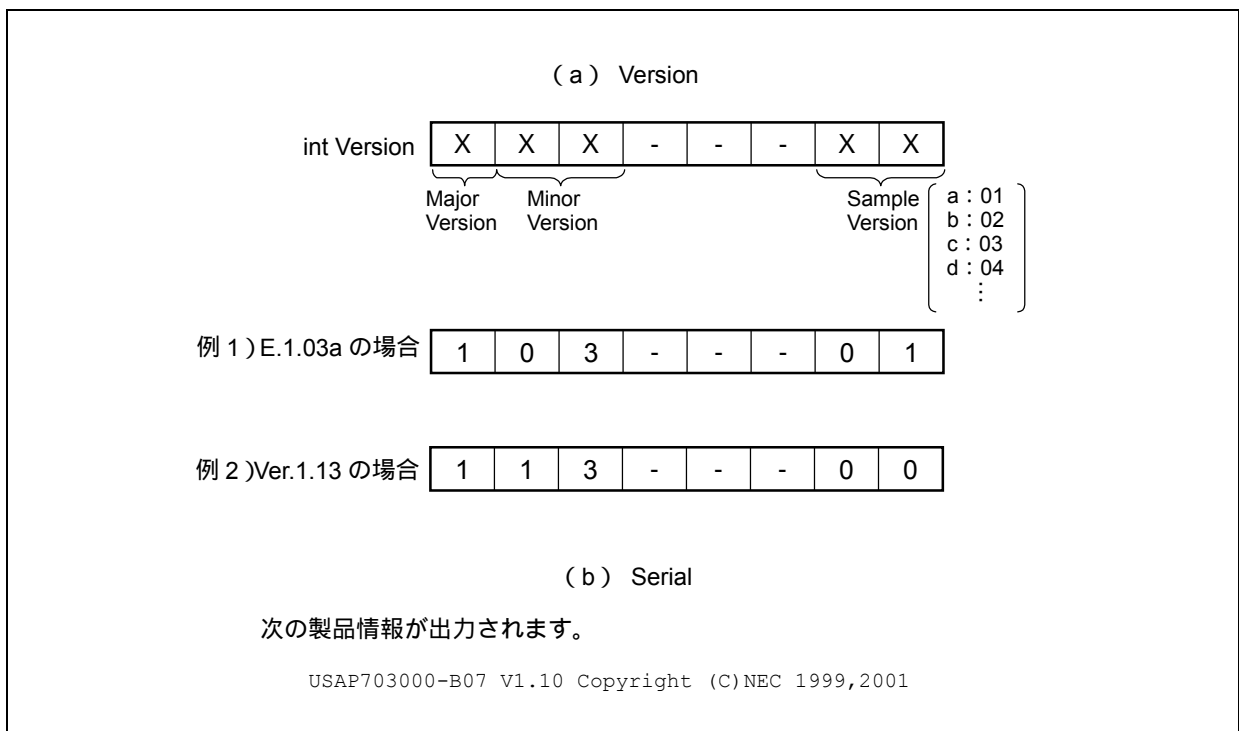 (a) Version
int Version X X X - - - X X
Major Version
Minor Version
Sample Version
a:01
b:02
c:03
d:04
⋮
例 1)E.1.03a の場合 1 0 3 - - - 0 1
例 2)Ver.1.13 の場合 1 1 3 - - - 0 0
(b) Serial
次の製品情報が出力されます。
USAP703000-B07 V1.10 Copyright (C)NEC 1999,2001